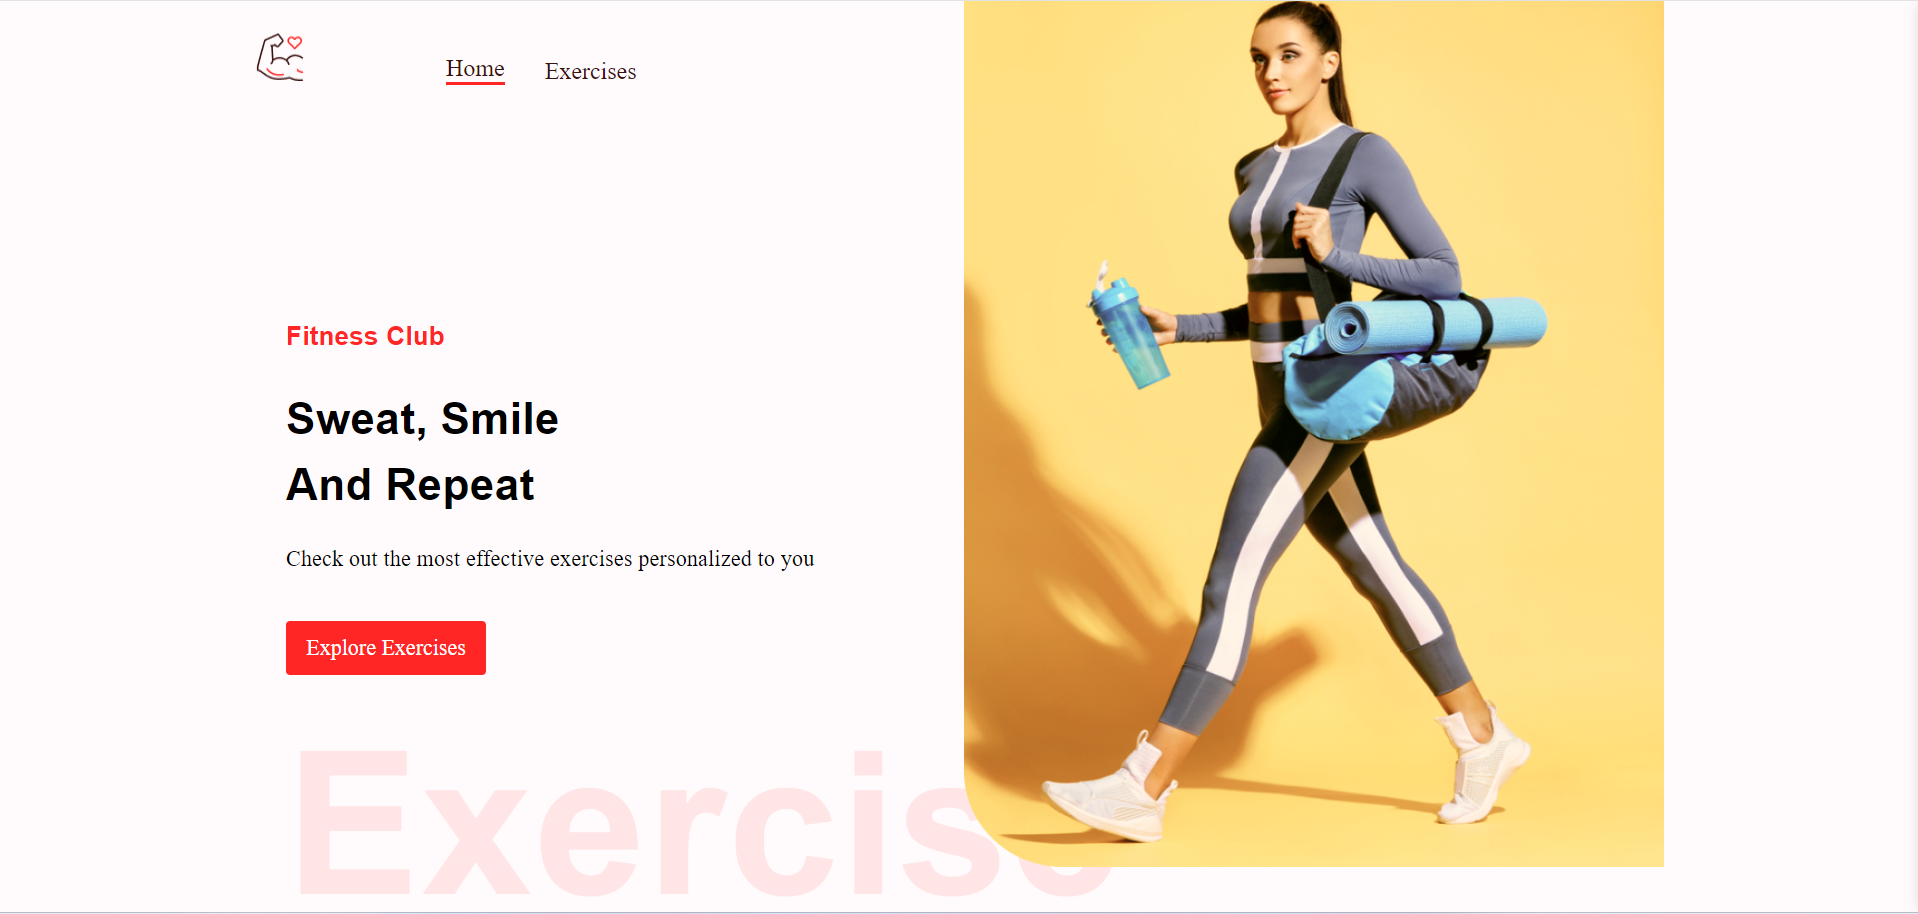 Home Exercises
Fitness Club
Sweat, Smile
And Repeat
Check out the most effective exercises personalized to you
Explore Exercises
Exercise